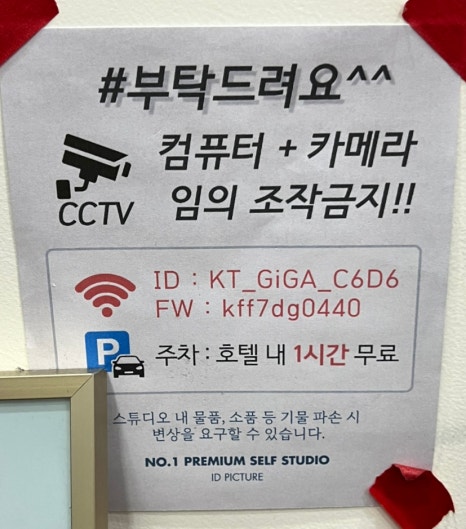 #부탁드려요^^
컴퓨터 + 카메라
임의 조작금지!!
CCTV
ID : KT_GiGA_C6D6
FW : kff7dg0440
P
주차 : 호텔 내 1시간 무료
스튜디오 내 물품, 소품 등 기물 파손 시
변상을 요구할 수 있습니다.
NO.1 PREMIUM SELF STUDIO
ID PICTURE